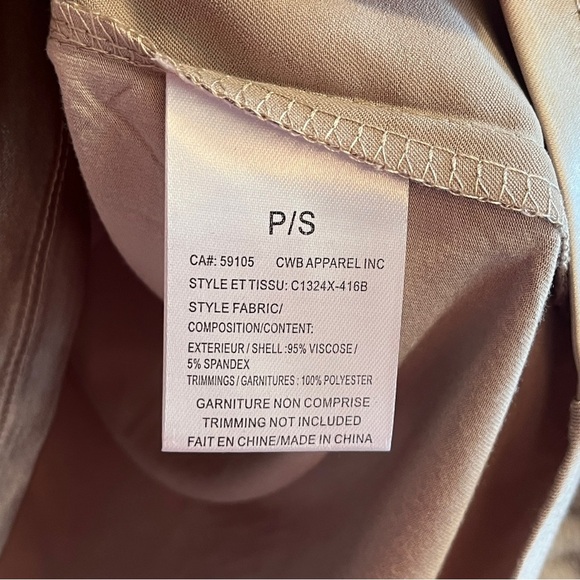 P/S
CA#: 59105 CWB APPAREL INC
STYLE ET TISSU: C1324X-416B
STYLE FABRIC/
COMPOSITION/CONTENT:
EXTERIEUR / SHELL :95% VISCOSE /
5% SPANDEX
TRIMMINGS / GARNITURES : 100% POLYESTER
GARNITURE NON COMPRISE
TRIMMING NOT INCLUDED
FAIT EN CHINE/MADE IN CHINA